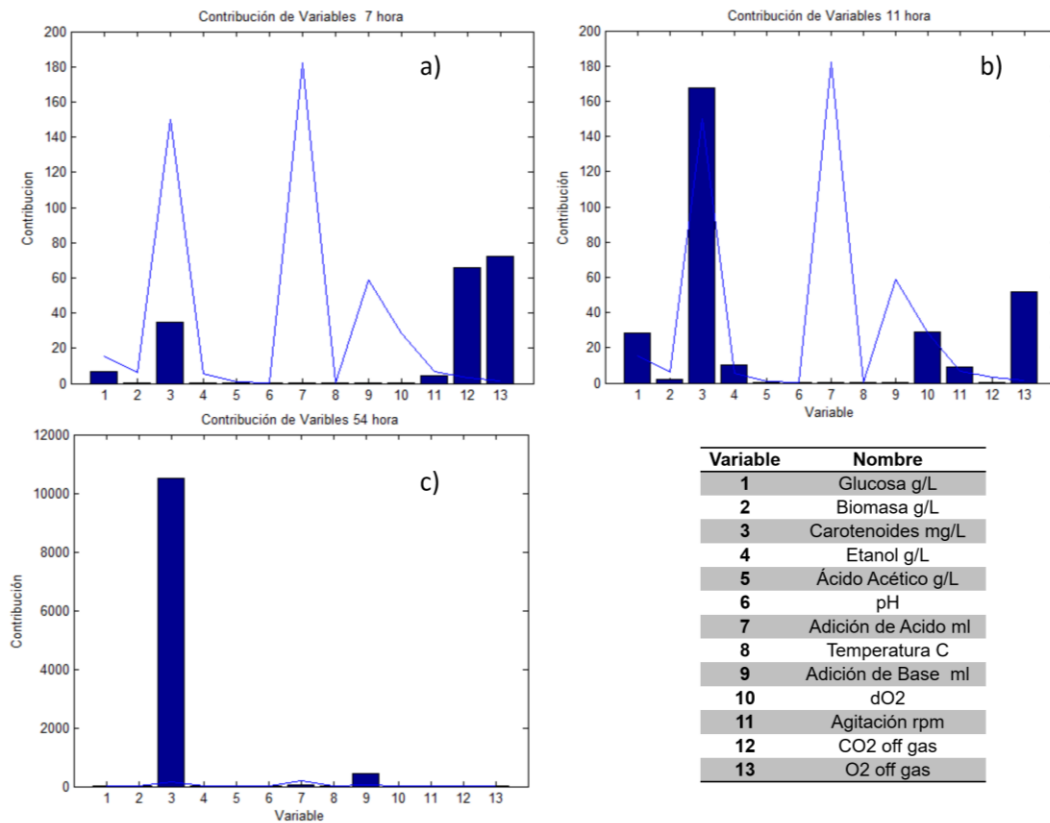 Contribución de Variables  7 hora
a)
200
180
160
140
120
100
80
60
40
20
0
Contribucion
1 2 3 4 5 6 7 8 9 10 11 12 13
Contribución de Variables 11 hora
b)
200
180
160
140
120
100
80
60
40
20
0
Contribución
1 2 3 4 5 6 7 8 9 10 11 12 13
Variable
Contribución de Varibles 54 hora
c)
12000
10000
8000
6000
4000
2000
0
Contribución
1 2 3 4 5 6 7 8 9 10 11 12 13
Variable
Variable Nombre
1 Glucosa g/L
2 Biomasa g/L
3 Carotenoides mg/L
4 Etanol g/L
5 Ácido Acético g/L
6 pH
7 Adición de Acido ml
8 Temperatura C
9 Adición de Base  ml
10 dO2
11 Agitación rpm
12 CO2 off gas
13 O2 off gas